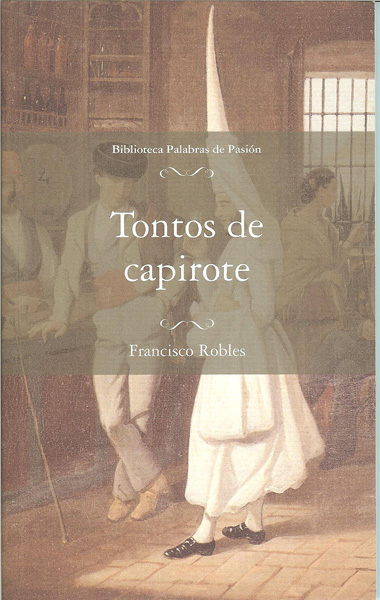 Biblioteca Palabras de Pasión
Tontos de
capirote
Francisco Robles